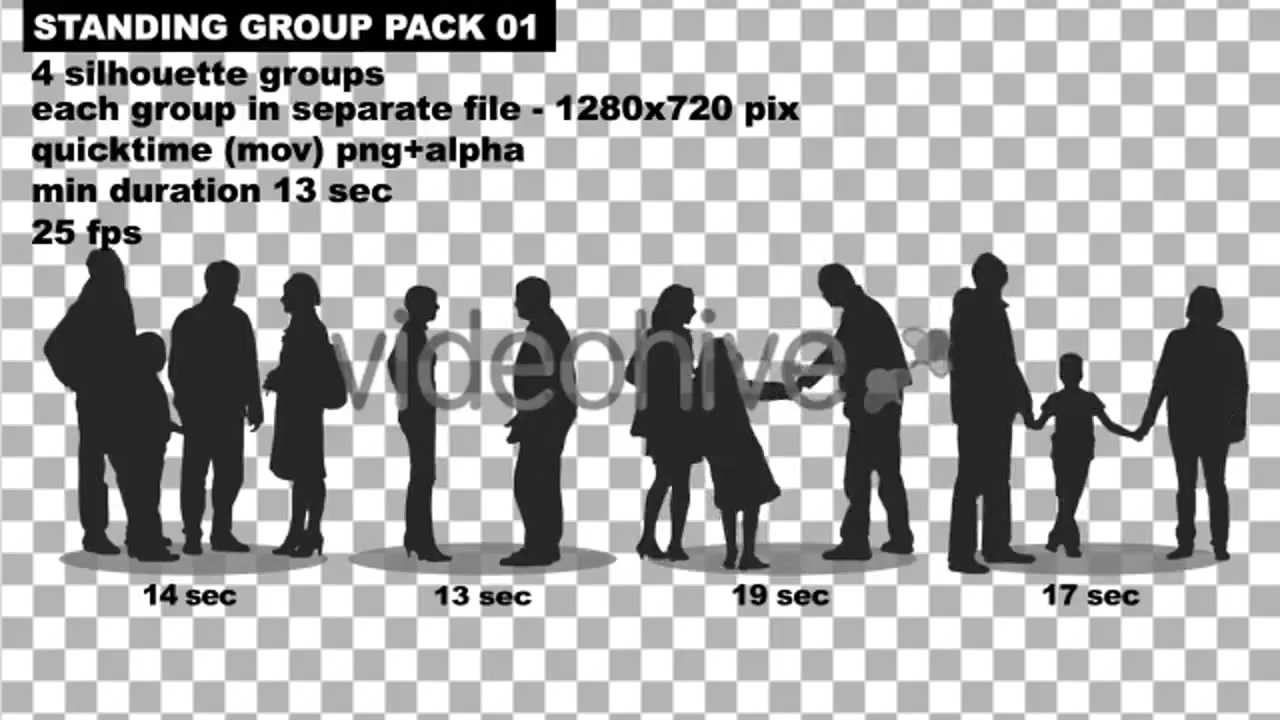 STANDING GROUP PACK 01
4 silhouette groups
each group in separate file - 1280x720 pix
quicktime (mov) png+alpha
min duration 13 sec
25 fps
videohive
14 sec
13 sec
19 sec
17 sec